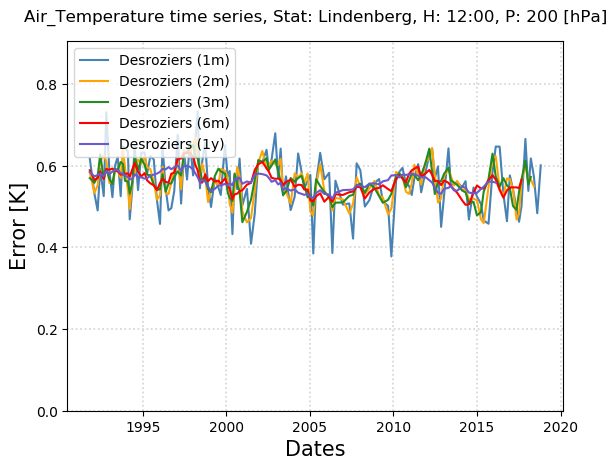 Air_Temperature time series, Stat: Lindenberg, H: 12:00, P: 200 [hPa]
Desroziers (1m)
Desroziers (2m)
Desroziers (3m)
Desroziers (6m)
Desroziers (1y)
Error [K]
0.8
0.6
0.4
0.2
0.0
1995
2000
2005
2010
2015
2020
Dates